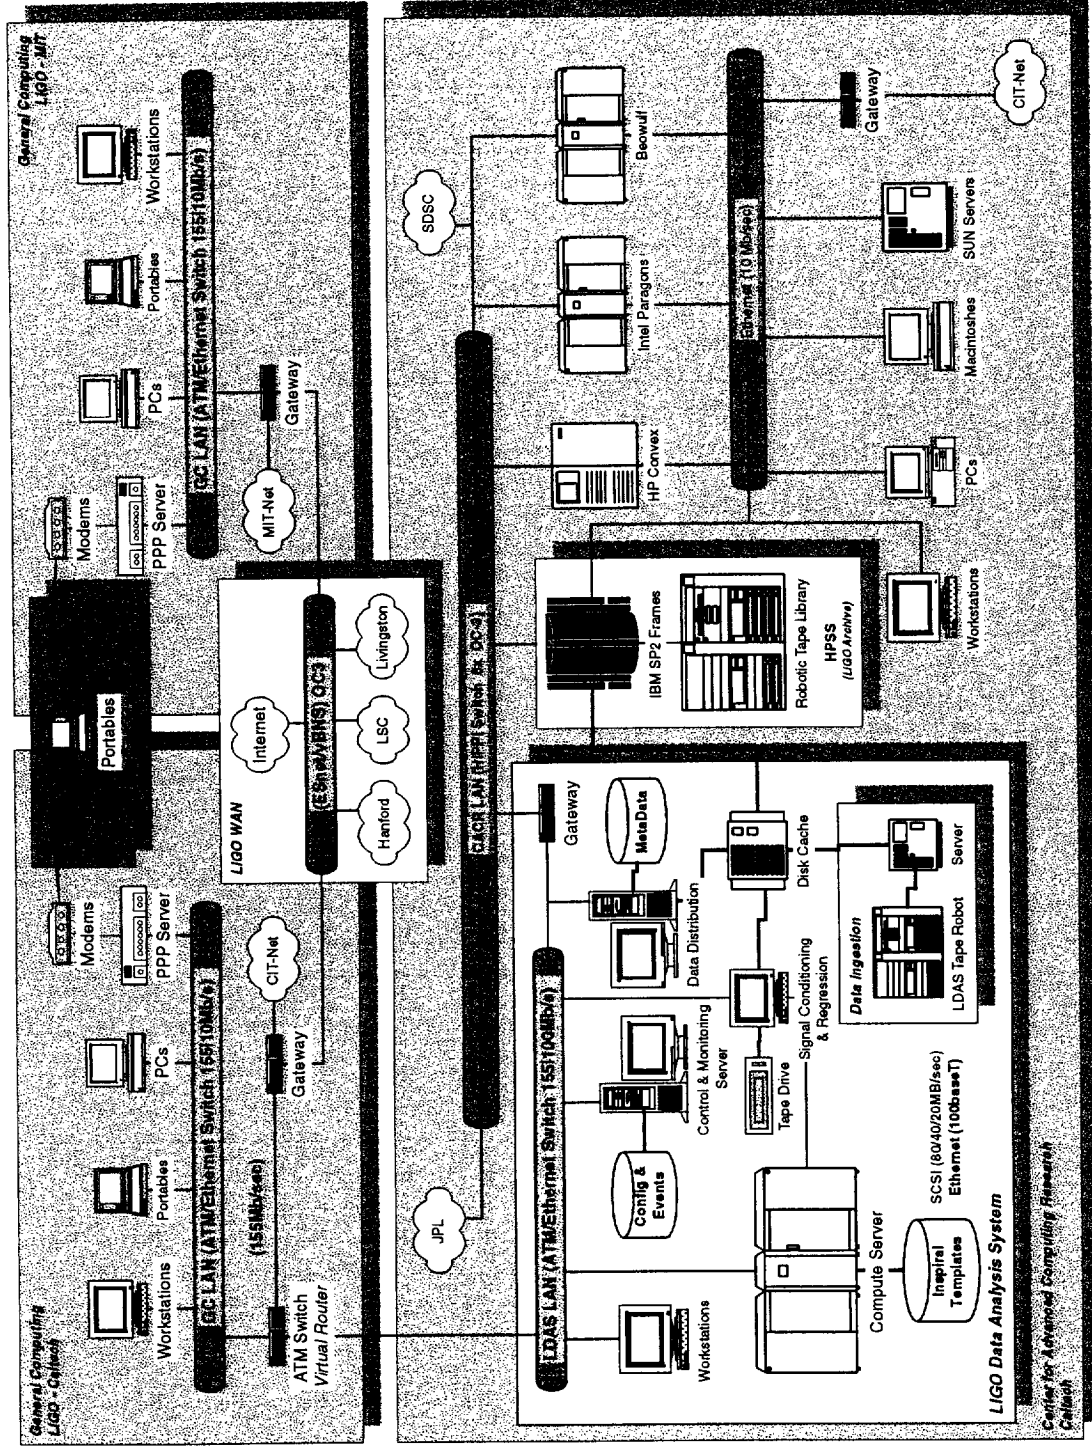 General Computing
LIGO - Caltech
Workstations
Portables
PCs
Modems
PPP Server
GC LAN (ATM/Ethernet Switch 155/10Mb/s)
(155Mb/sec)
ATM Switch
Virtual Router
Gateway
CIT-Net
Portables
LIGO WAN
Internet
(ESnet/vBNS) OC3
Hanford
LSC
Livingston
General Computing
LIGO - MIT
Modems
PPP Server
PCs
Portables
Workstations
GC LAN (ATM/Ethernet Switch 155/10Mb/s)
MIT-Net
Gateway
JPL
CACR LAN (HIPPI Switch
SDSC
LDAS LAN (ATM/Ethernet Switch 155/100Mb/s)
Gateway
Workstations
Config &
Events
Control & Monitoring
Server
MetaData
Data Distribution
Tape Drive
Signal Conditioning
& Regression
Disk Cache
Compute Server
Inspiral
Templates
SCSI (80/40/20MB/sec)
Ethernet (100baseT)
Data Ingestion
LDAS Tape Robot
Server
LIGO Data Analysis System
IBM SP2 Frames
Robotic Tape Library
HPSS
(LIGO Archive)
HP Convex
Intel Paragons
Beowulf
Ethernet (10 Mb/sec)
Workstations
PCs
Macintoshes
SUN Servers
Gateway
CIT-Net
Center for Advanced Computing Research
Caltech